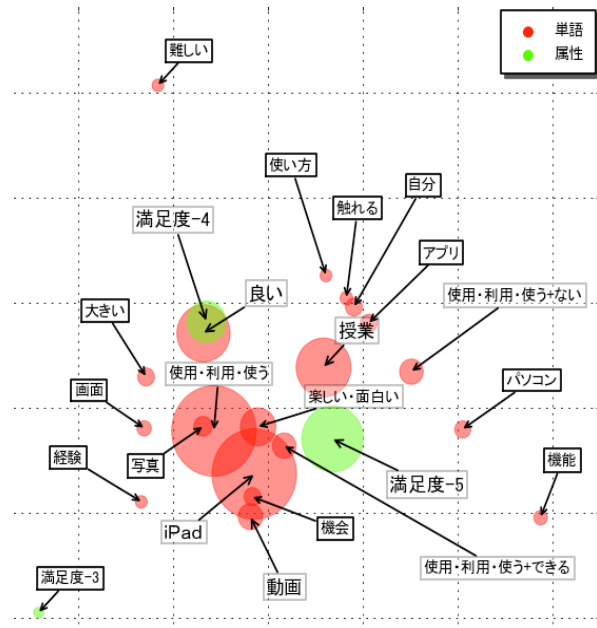 単語
属性
難しい
使い方
自分
触れる
満足度-4
アプリ
良い
使用・利用・使う+ない
大きい
授業
使用・利用・使う
画面
楽しい・面白い
パソコン
経験
写真
満足度-5
機能
iPad
機会
使用・利用・使う+できる
満足度-3
動画